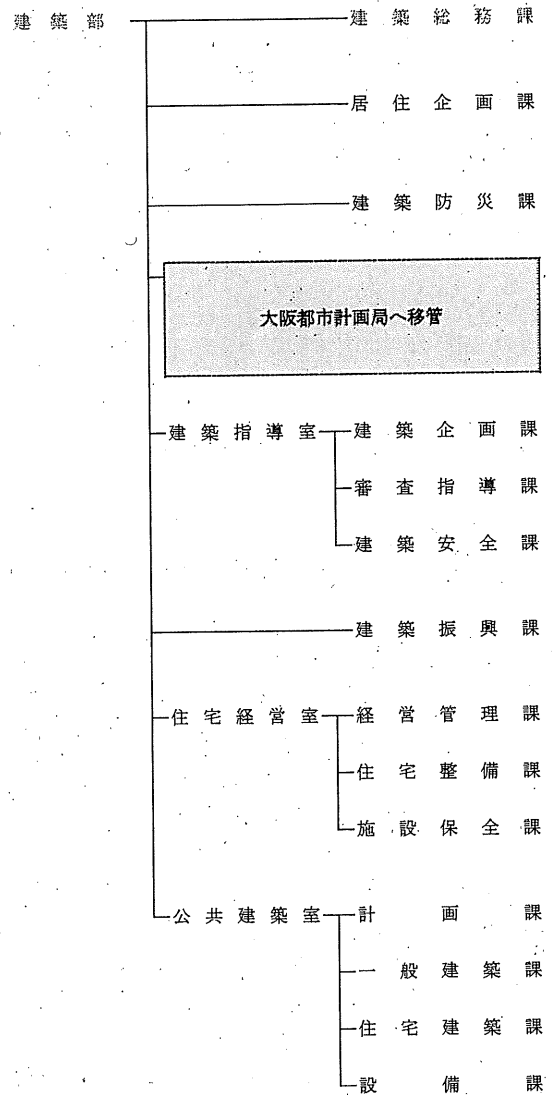 建築部 建築総務課
居住企画課
建築防災課
大阪都市計画局へ移管
建築指導室 建築企画課
審査指導課
建築安全課
建築振興課
住宅経営室 経営管理課
住宅整備課
施設保全課
公共建築室 計画課
一般建築課
住宅建築課
設備課